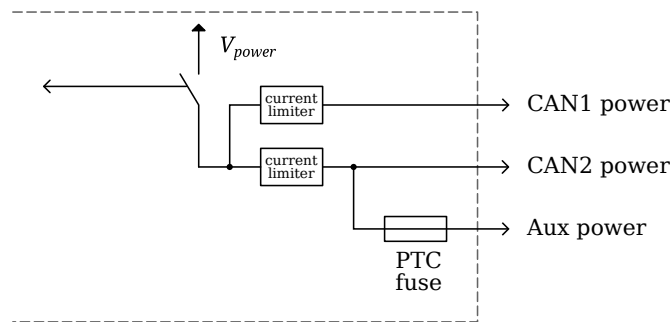 V_power
current
limiter
CAN1 power
current
limiter
CAN2 power
Aux power
PTC
fuse